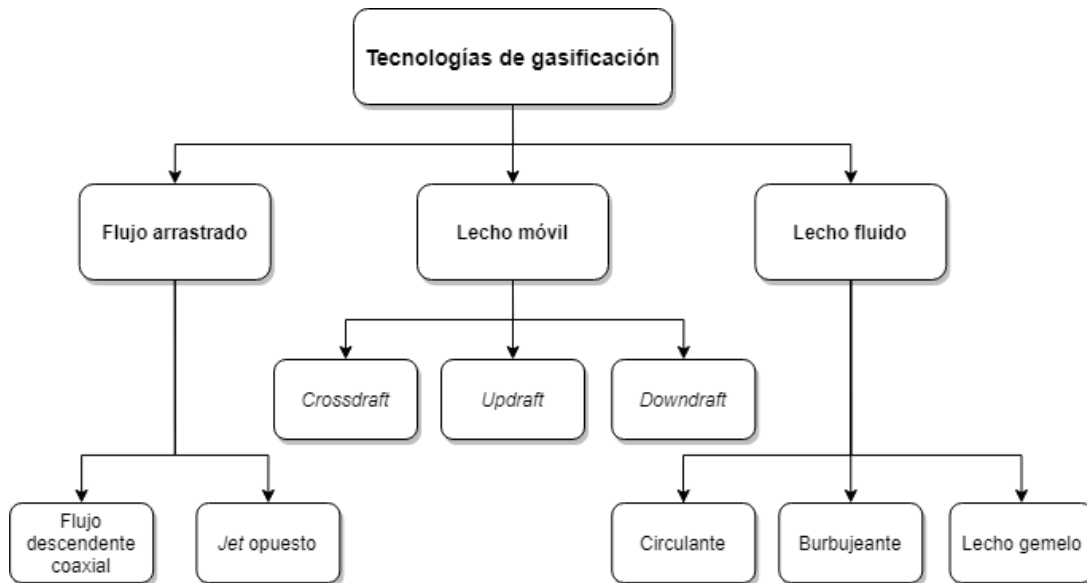 Tecnologías de gasificación
Flujo arrastrado
Lecho móvil
Lecho fluido
Crossdraft
Updraft
Downdraft
Flujo
descendente
coaxial
Jet opuesto
Circulante
Burbujeante
Lecho gemelo